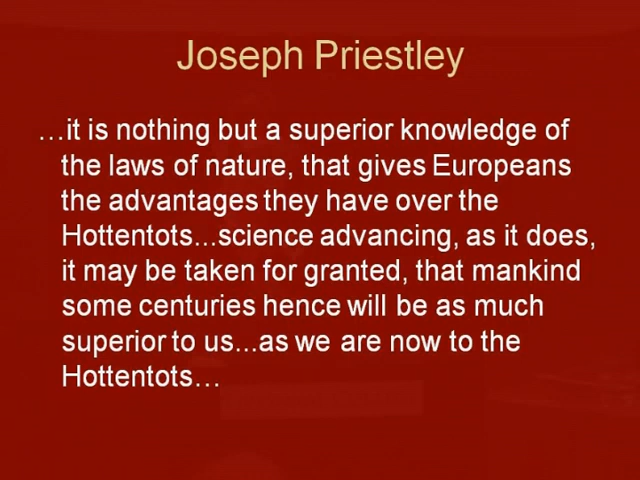 Joseph Priestley
…it is nothing but a superior knowledge of
the laws of nature, that gives Europeans
the advantages they have over the
Hottentots...science advancing, as it does,
it may be taken for granted, that mankind
some centuries hence will be as much
superior to us...as we are now to the
Hottentots…